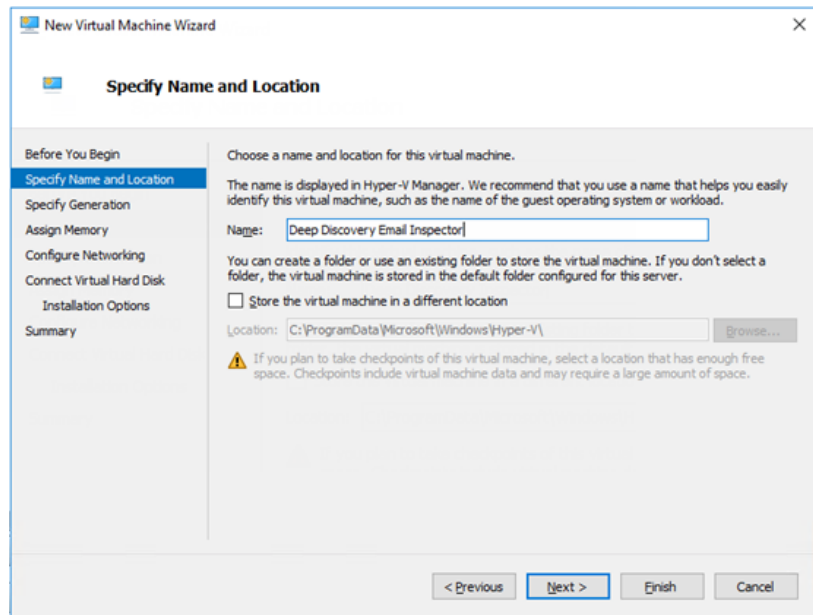 New Virtual Machine Wizard
Specify Name and Location
Before You Begin
Specify Name and Location
Specify Generation
Assign Memory
Configure Networking
Connect Virtual Hard Disk
Installation Options
Summary
Choose a name and location for this virtual machine.
The name is displayed in Hyper-V Manager. We recommend that you use a name that helps you easily
identify this virtual machine, such as the name of the guest operating system or workload.
Name: Deep Discovery Email Inspector
You can create a folder or use an existing folder to store the virtual machine. If you don't select a
folder, the virtual machine is stored in the default folder configured for this server.
Store the virtual machine in a different location
Location: C:\ProgramData\Microsoft\Windows\Hyper-V\ Browse...
If you plan to take checkpoints of this virtual machine, select a location that has enough free
space. Checkpoints include virtual machine data and may require a large amount of space.
< Previous Next > Finish Cancel